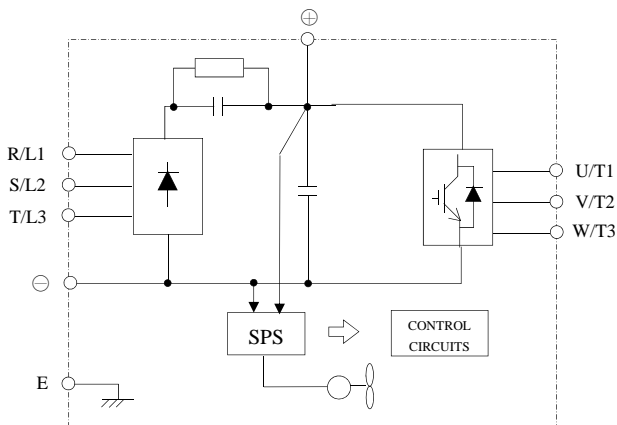 ⊕
R/L1
S/L2
T/L3
U/T1
V/T2
W/T3
⊖
SPS
CONTROL
CIRCUITS
E